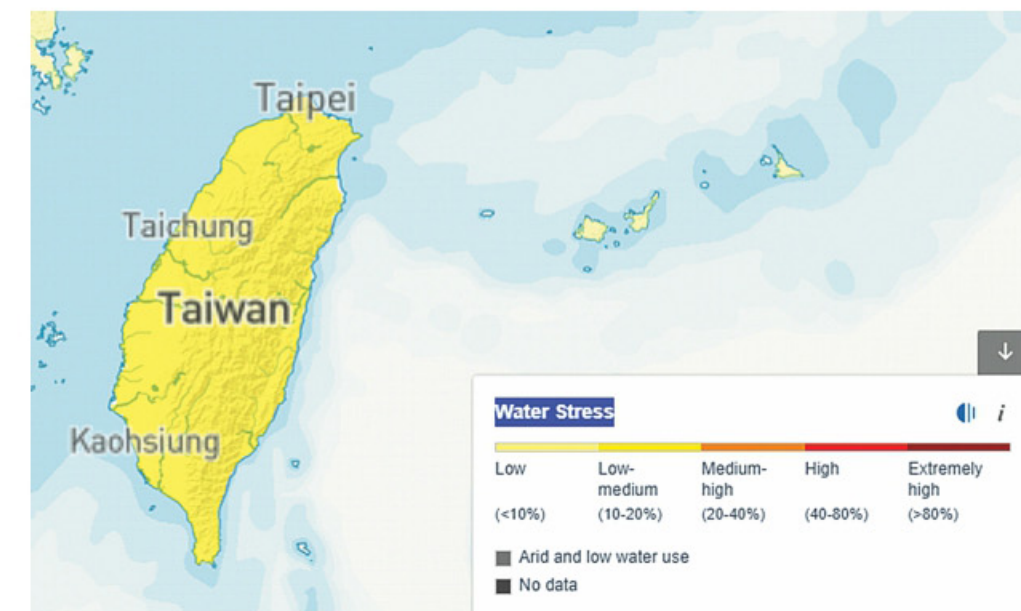 Taipei
Taichung
Taiwan
Kaohsiung
Water Stress
i
Low
Low-
medium
Medium-
high
High
Extremely
high
(<10%)
(10-20%)
(20-40%)
(40-80%)
(>80%)
Arid and low water use
No data